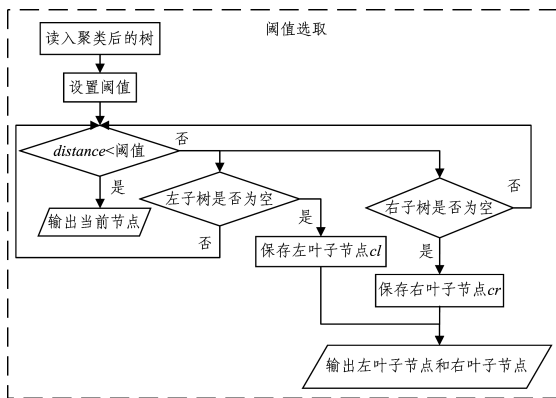 阈值选取
读入聚类后的树
设置阈值
distance<阈值
否
是
输出当前节点
左子树是否为空
否
是
保存左叶子节点cl
右子树是否为空
否
是
保存右叶子节点cr
输出左叶子节点和右叶子节点